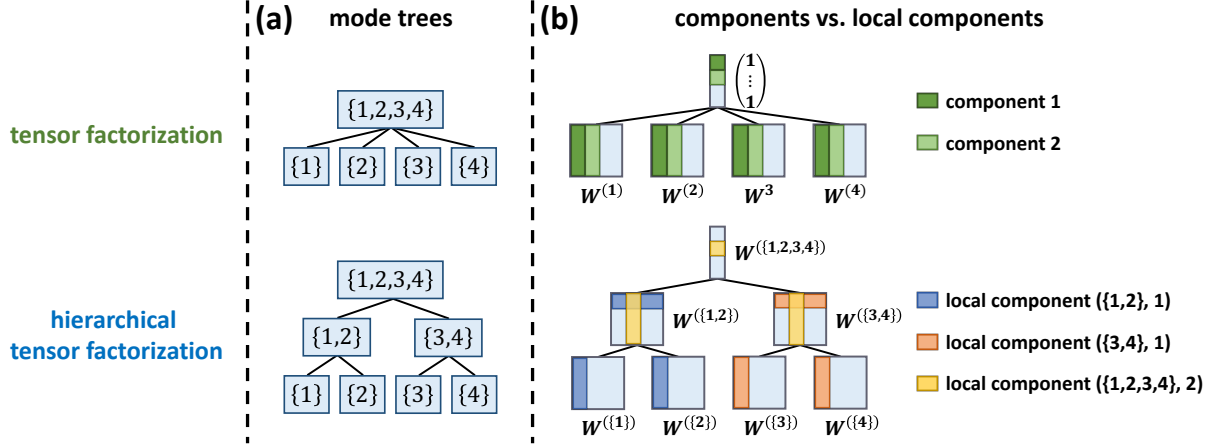 (a) mode trees
(b) components vs. local components
tensor factorization
{1,2,3,4}
{1} {2} {3} {4}
1
⋮
1
W^(1) W^(2) W^3 W^(4)
component 1
component 2
hierarchical
tensor factorization
{1,2,3,4}
{1,2} {3,4}
{1} {2} {3} {4}
W^({1,2,3,4})
W^({1,2}) W^({3,4})
W^({1}) W^({2}) W^({3}) W^({4})
local component ({1,2}, 1)
local component ({3,4}, 1)
local component ({1,2,3,4}, 2)